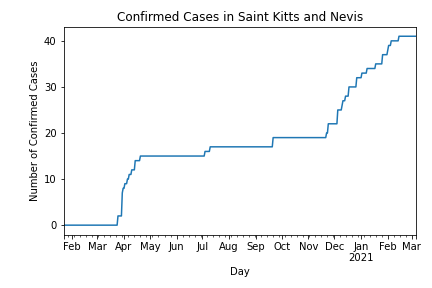 Confirmed Cases in Saint Kitts and Nevis
Number of Confirmed Cases
40
30
20
10
0
Feb Mar Apr May Jun Jul Aug Sep Oct Nov Dec Jan Feb Mar
2021
Day